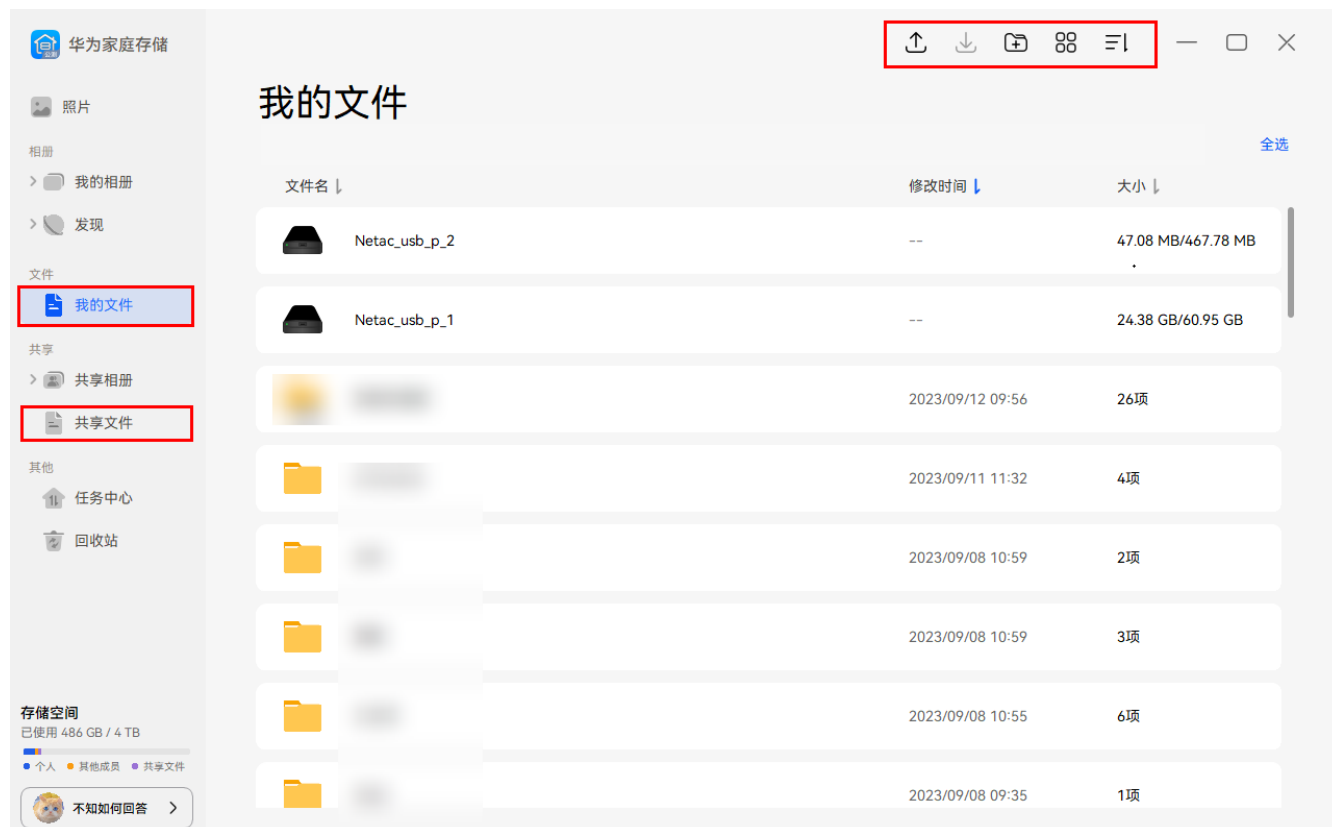 华为家庭存储
照片
相册
我的相册
发现
文件
我的文件
共享
共享相册
共享文件
其他
任务中心
回收站
存储空间
已使用 486 GB / 4 TB
个人 其他成员 共享文件
不知如何回答
我的文件
全选
文件名 修改时间 大小
Netac_usb_p_2 -- 47.08 MB/467.78 MB
Netac_usb_p_1 -- 24.38 GB/60.95 GB
2023/09/12 09:56 26项
2023/09/11 11:32 4项
2023/09/08 10:59 2项
2023/09/08 10:59 3项
2023/09/08 10:55 6项
2023/09/08 09:35 1项